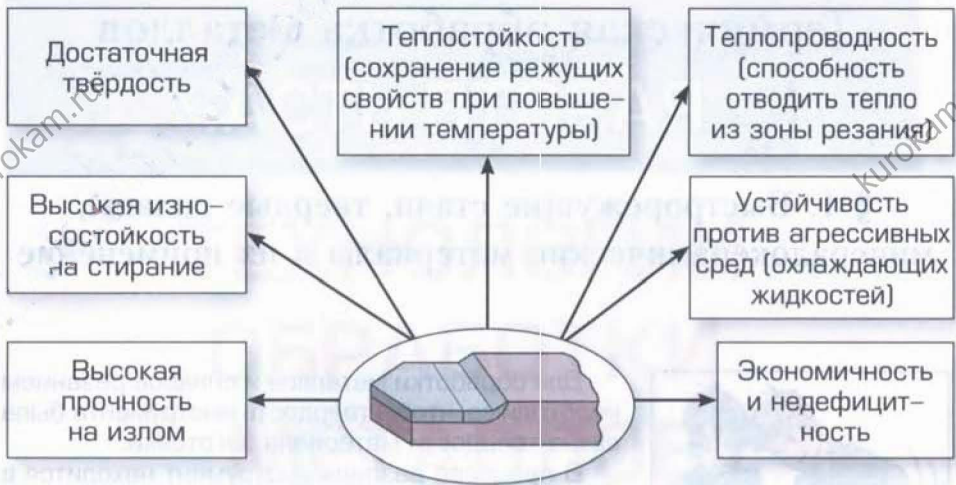 Достаточная
твёрдость
Теплостойкость
(сохранение режущих
свойств при повыше-
нии температуры)
Теплопроводность
(способность
отводить тепло
из зоны резания)
Высокая изно-
состойкость
на стирание
Устойчивость
против агрессивных
сред (охлаждающих
жидкостей)
Высокая
прочность
на излом
Экономичность
и недефицит-
ность